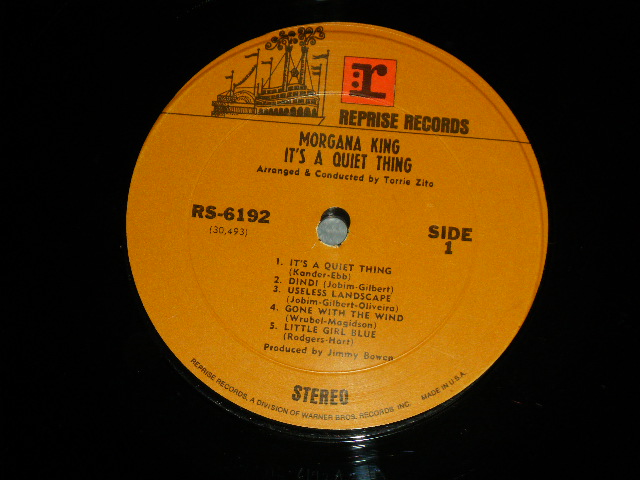 r:
REPRISE RECORDS
MORGANA KING
IT'S A QUIET THING
Arranged & Conducted by Torrie Zito
RS-6192
(30,493)
SIDE
1
1. IT'S A QUIET THING
(Kander-Ebb)
2. DINDI (Jobim-Gilbert)
3. USELESS LANDSCAPE
(Jobim-Gilbert-Oliveira)
4. GONE WITH THE WIND
(Wrubel-Magidson)
5. LITTLE GIRL BLUE
(Rodgers-Hart)
Produced by Jimmy Bowen
STEREO
REPRISE RECORDS, A DIVISION OF WARNER BROS. RECORDS INC. MADE IN U.S.A.